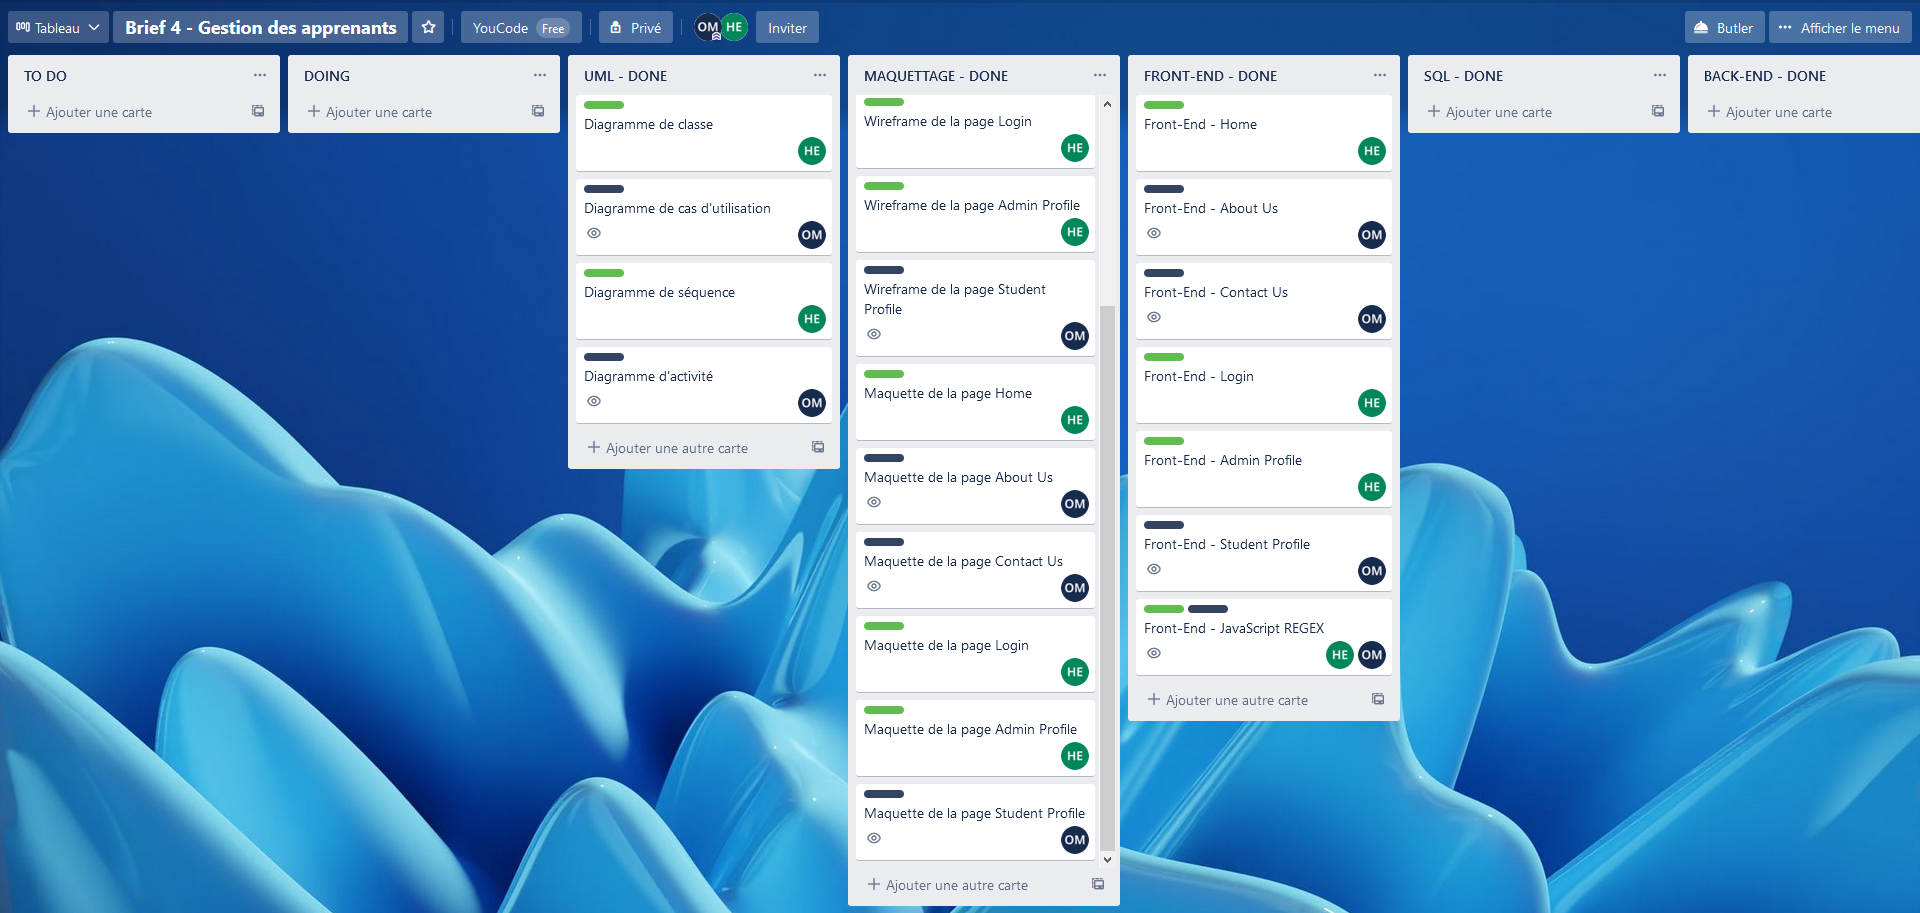 Tableau
Brief 4 - Gestion des apprenants
YouCode Free
Privé
OM HE
Inviter
Butler
Afficher le menu
TO DO
Ajouter une carte
DOING
Ajouter une carte
UML - DONE
Diagramme de classe
HE
Diagramme de cas d'utilisation
OM
Diagramme de séquence
HE
Diagramme d'activité
OM
Ajouter une autre carte
MAQUETTAGE - DONE
Wireframe de la page Login
HE
Wireframe de la page Admin Profile
HE
Wireframe de la page Student
Profile
OM
Maquette de la page Home
HE
Maquette de la page About Us
OM
Maquette de la page Contact Us
OM
Maquette de la page Login
HE
Maquette de la page Admin Profile
HE
Maquette de la page Student Profile
OM
Ajouter une autre carte
FRONT-END - DONE
Front-End - Home
HE
Front-End - About Us
OM
Front-End - Contact Us
OM
Front-End - Login
HE
Front-End - Admin Profile
HE
Front-End - Student Profile
OM
Front-End - JavaScript REGEX
HE OM
Ajouter une autre carte
SQL - DONE
Ajouter une carte
BACK-END - DONE
Ajouter une carte